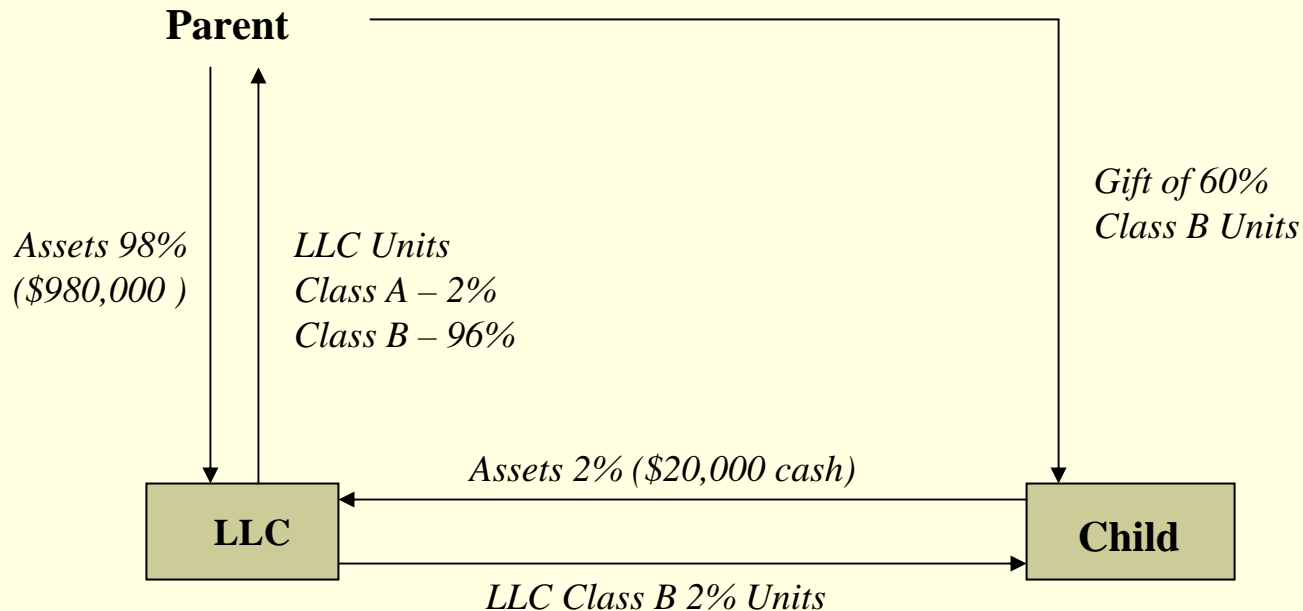 Parent
Gift of 60%
Class B Units
Assets 98%
($980,000 )
LLC Units
Class A – 2%
Class B – 96%
Assets 2% ($20,000 cash)
LLC
Child
LLC Class B 2% Units